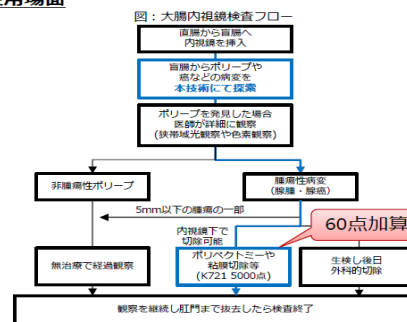 用場面
図：大腸内視鏡検査フロー
直腸から盲腸へ
内視鏡を挿入
盲腸からポリープや
癌などの病変を
本技術にて探索
ポリープを発見した場合
医師が詳細に観察
(狭帯域光観察や色素観察)
非腫瘍性ポリープ
腫瘍性病変
(腺腫・腺癌)
5mm以下の腫瘍の一部
内視鏡下で
切除可能
60点加算
無治療で経過観察
ポリペクトミーや
粘膜切除等
(K721 5000点)
生検し後日
外科的切除
観察を継続し肛門まで抜去したら検査終了